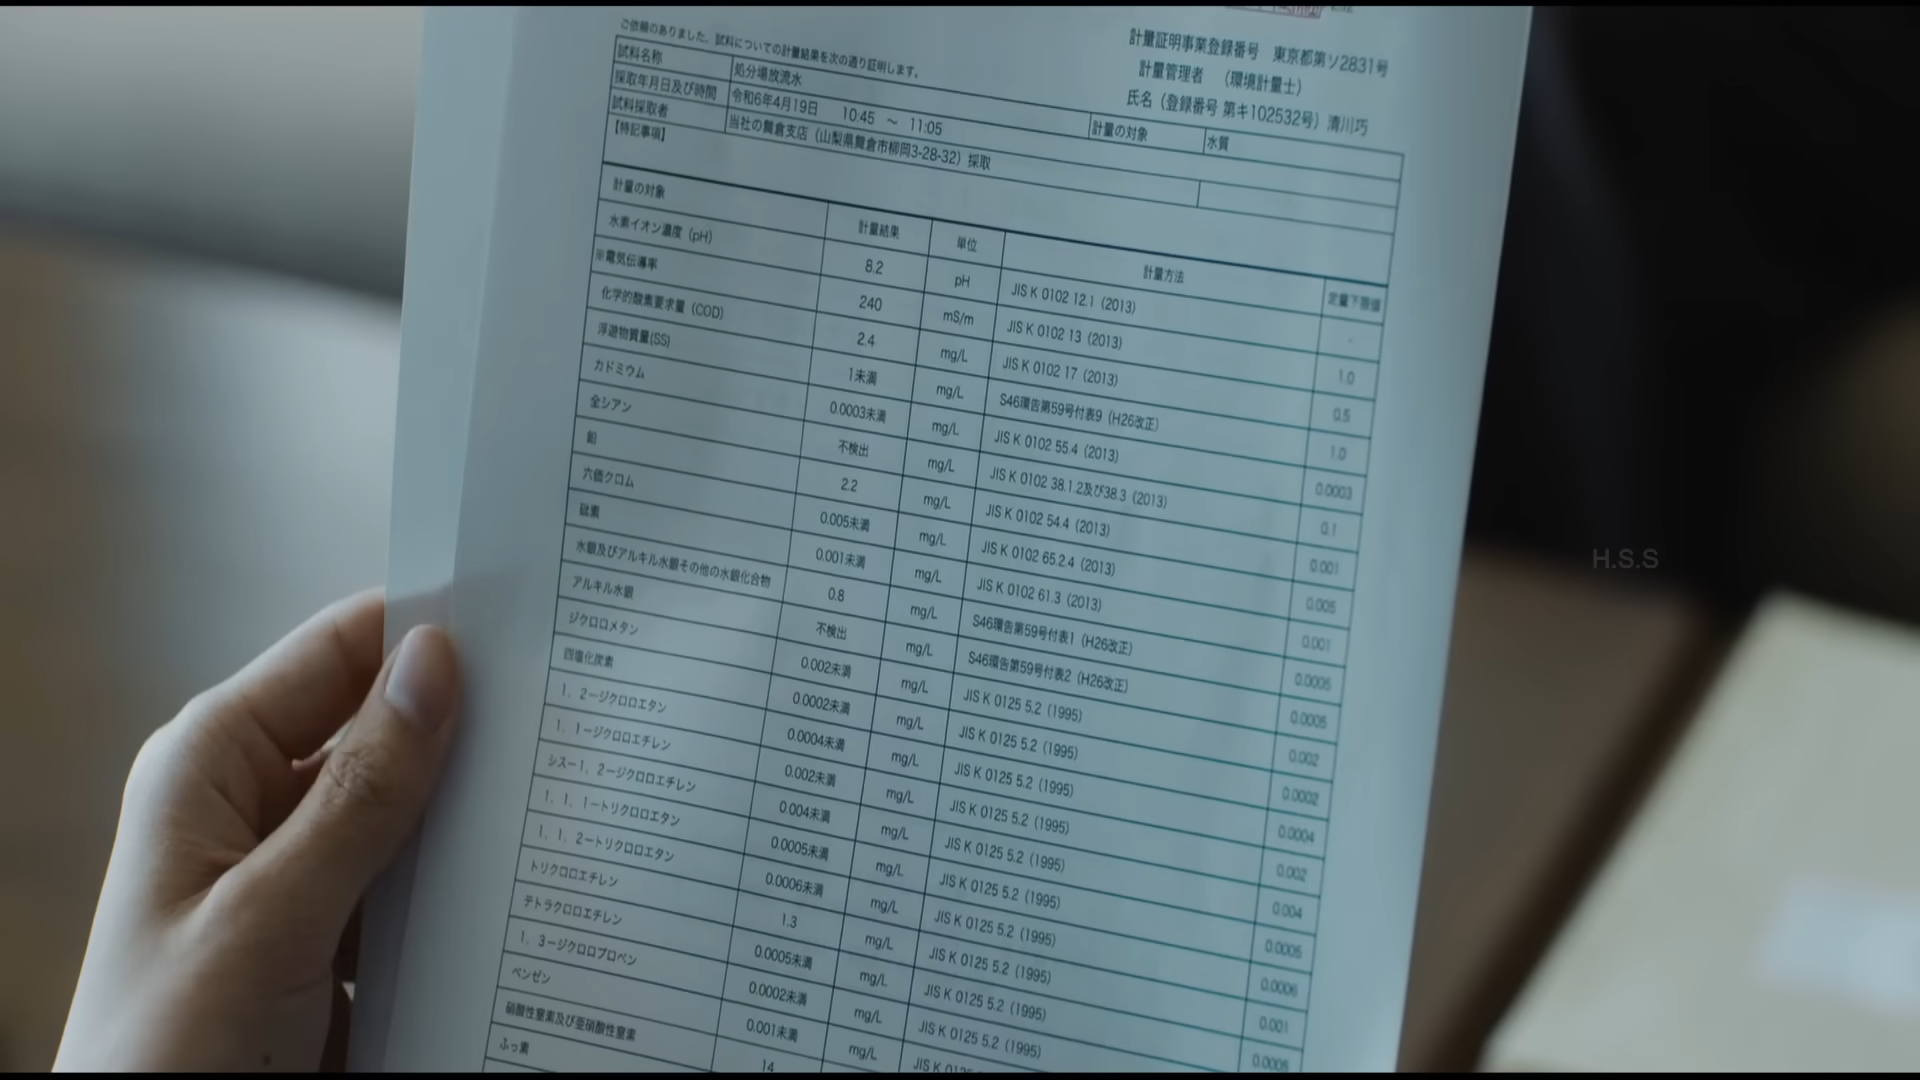 計量証明事業登録番号 東京都第ソ2831号
計量管理者 （環境計量士）
氏名（登録番号 第キ102532号）清川巧
ご依頼のありました、試料についての計量結果を次の通り証明します。
試料名称 処分場放流水 計量の対象 水質
採取年月日及び時間 令和6年4月19日 10:45 ～ 11:05
試料採取者 当社の舞倉支店（山梨県舞倉市柳岡3-28-32）採取
【特記事項】
計量の対象 計量結果 単位 計量方法 定量下限値
水素イオン濃度（pH） 8.2 pH JIS K 0102 12.1（2013） -
※電気伝導率 240 mS/m JIS K 0102 13（2013） 1.0
化学的酸素要求量（COD） 2.4 mg/L JIS K 0102 17（2013） 0.5
浮遊物質量(SS) 1未満 mg/L S46環告第59号付表9（H26改正） 1.0
カドミウム 0.0003未満 mg/L JIS K 0102 55.4（2013） 0.0003
全シアン 不検出 mg/L JIS K 0102 38.1.2及び38.3（2013） 0.1
鉛 2.2 mg/L JIS K 0102 54.4（2013） 0.001
六価クロム 0.005未満 mg/L JIS K 0102 65.2.4（2013） 0.005
砒素 0.001未満 mg/L JIS K 0102 61.3（2013） 0.001
水銀及びアルキル水銀その他の水銀化合物 0.8 mg/L S46環告第59号付表1（H26改正） 0.0005
アルキル水銀 不検出 mg/L S46環告第59号付表2（H26改正） 0.0005
ジクロロメタン 0.002未満 mg/L JIS K 0125 5.2（1995） 0.002
四塩化炭素 0.0002未満 mg/L JIS K 0125 5.2（1995） 0.0002
1，2－ジクロロエタン 0.0004未満 mg/L JIS K 0125 5.2（1995） 0.0004
1，1－ジクロロエチレン 0.002未満 mg/L JIS K 0125 5.2（1995） 0.002
シス－1，2－ジクロロエチレン 0.004未満 mg/L JIS K 0125 5.2（1995） 0.004
1，1，1－トリクロロエタン 0.0005未満 mg/L JIS K 0125 5.2（1995） 0.0005
1，1，2－トリクロロエタン 0.0006未満 mg/L JIS K 0125 5.2（1995） 0.0006
トリクロロエチレン 1.3 mg/L JIS K 0125 5.2（1995） 0.001
テトラクロロエチレン 0.0005未満 mg/L JIS K 0125 5.2（1995） 0.0005
1，3－ジクロロプロペン 0.0002未満 mg/L JIS K 0125 5.2（1995）
ベンゼン 0.001未満 mg/L JIS K
硝酸性窒素及び亜硝酸性窒素 14
ふっ素
H.S.S